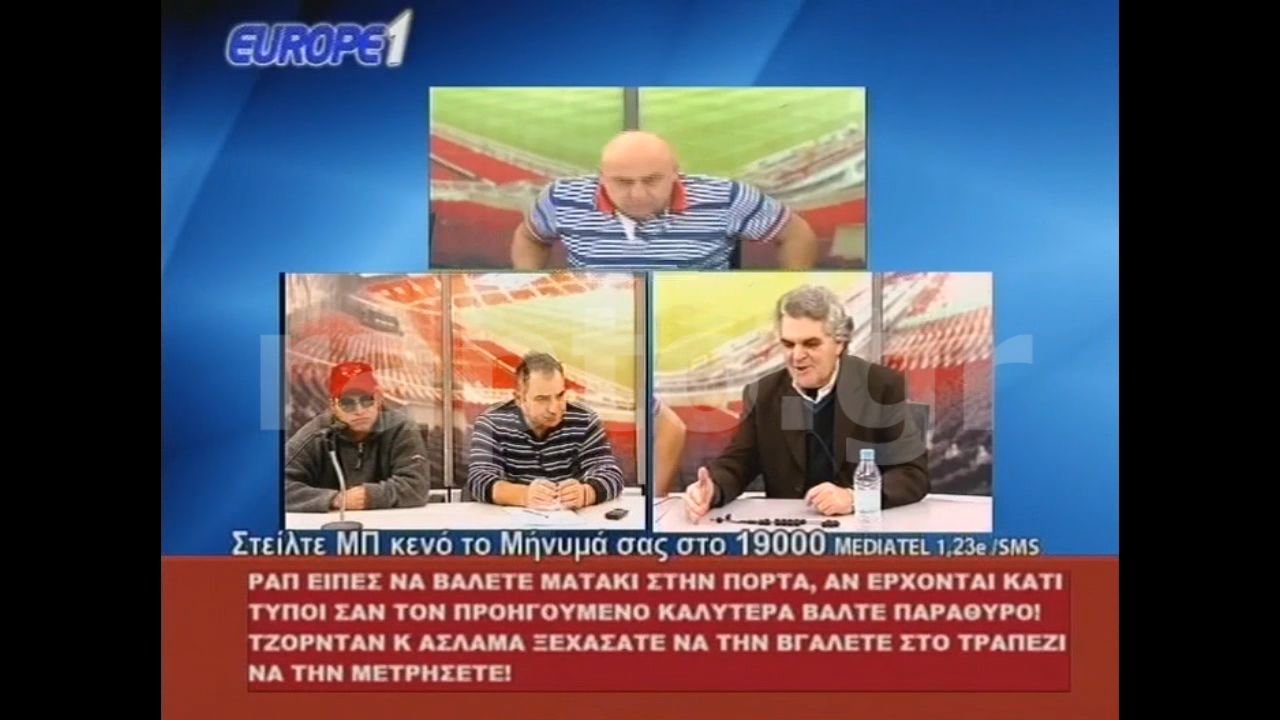 EUROPE1
Στείλτε ΜΠ κενό το Μήνυμά σας στο 19000 MEDIATEL 1,23e /SMS
ΡΑΠ ΕΙΠΕΣ ΝΑ ΒΑΛΕΤΕ ΜΑΤΑΚΙ ΣΤΗΝ ΠΟΡΤΑ, ΑΝ ΕΡΧΟΝΤΑΙ ΚΑΤΙ
ΤΥΠΟΙ ΣΑΝ ΤΟΝ ΠΡΟΗΓΟΥΜΕΝΟ ΚΑΛΥΤΕΡΑ ΒΑΛΤΕ ΠΑΡΑΘΥΡΟ!
ΤΖΟΡΝΤΑΝ Κ ΑΣΛΑΜΑ ΞΕΧΑΣΑΤΕ ΝΑ ΤΗΝ ΒΓΑΛΕΤΕ ΣΤΟ ΤΡΑΠΕΖΙ
ΝΑ ΤΗΝ ΜΕΤΡΗΣΕΤΕ!